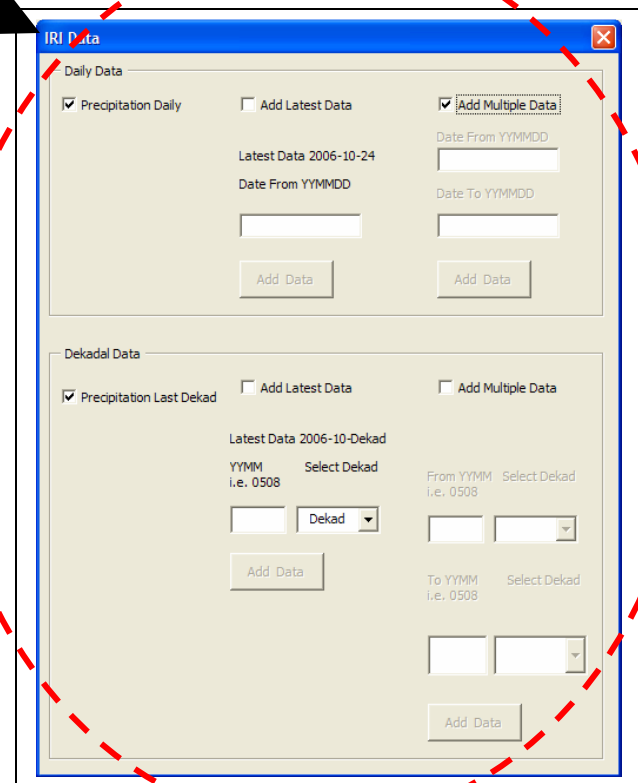 IRI Data
Daily Data
Precipitation Daily
Add Latest Data
Add Multiple Data
Latest Data 2006-10-24
Date From YYMMDD
Add Data
Date From YYMMDD
Date To YYMMDD
Add Data
Dekadal Data
Precipitation Last Dekad
Add Latest Data
Add Multiple Data
Latest Data 2006-10-Dekad
YYMM Select Dekad
i.e. 0508
Dekad
Add Data
From YYMM Select Dekad
i.e. 0508
To YYMM Select Dekad
i.e. 0508
Add Data